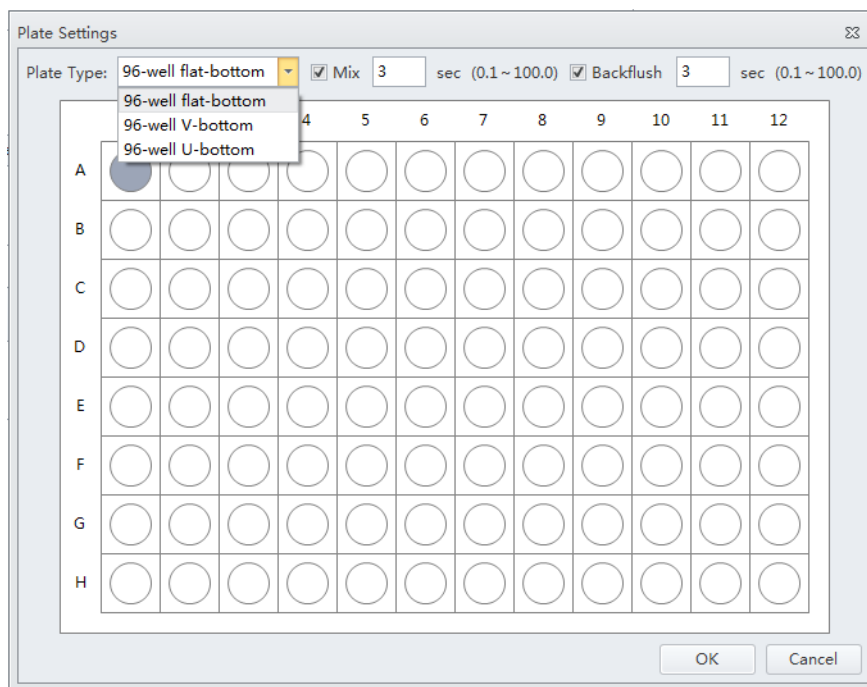 Plate Settings
Plate Type: 96-well flat-bottom Mix 3 sec (0.1~100.0) Backflush 3 sec (0.1~100.0)
96-well flat-bottom
96-well V-bottom
96-well U-bottom
4 5 6 7 8 9 10 11 12
A
B
C
D
E
F
G
H
OK Cancel